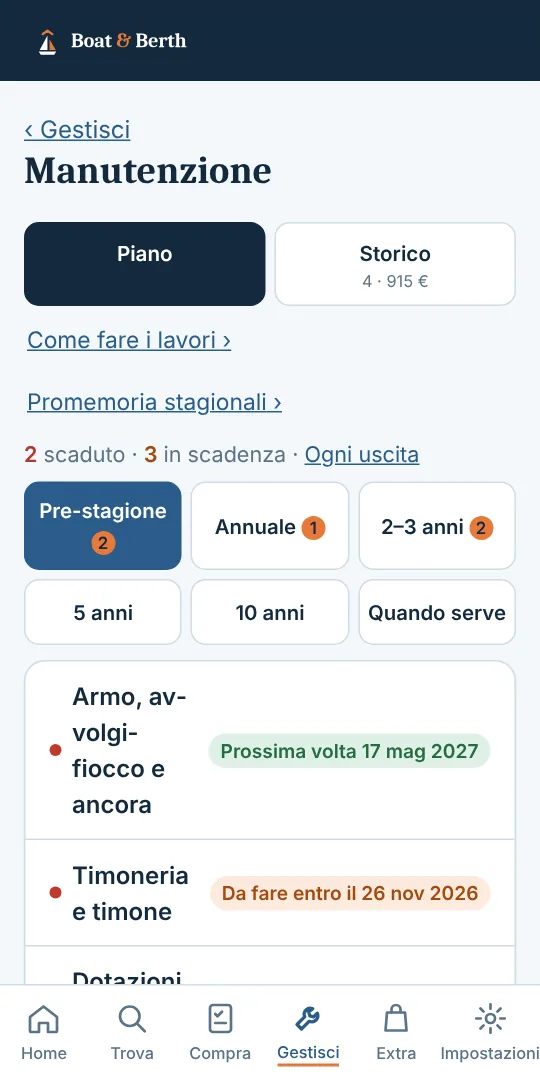 Boat & Berth
‹ Gestisci
Manutenzione
Piano
Storico
4 · 915 €
Come fare i lavori ›
Promemoria stagionali ›
2 scaduto · 3 in scadenza · Ogni uscita
Pre-stagione
2
Annuale 1
2–3 anni 2
5 anni
10 anni
Quando serve
Armo, av-
volgi-
fiocco e
ancora
Prossima volta 17 mag 2027
Timoneria
e timone
Da fare entro il 26 nov 2026
Dotazioni
Home
Trova
Compra
Gestisci
Extra
Impostazioni